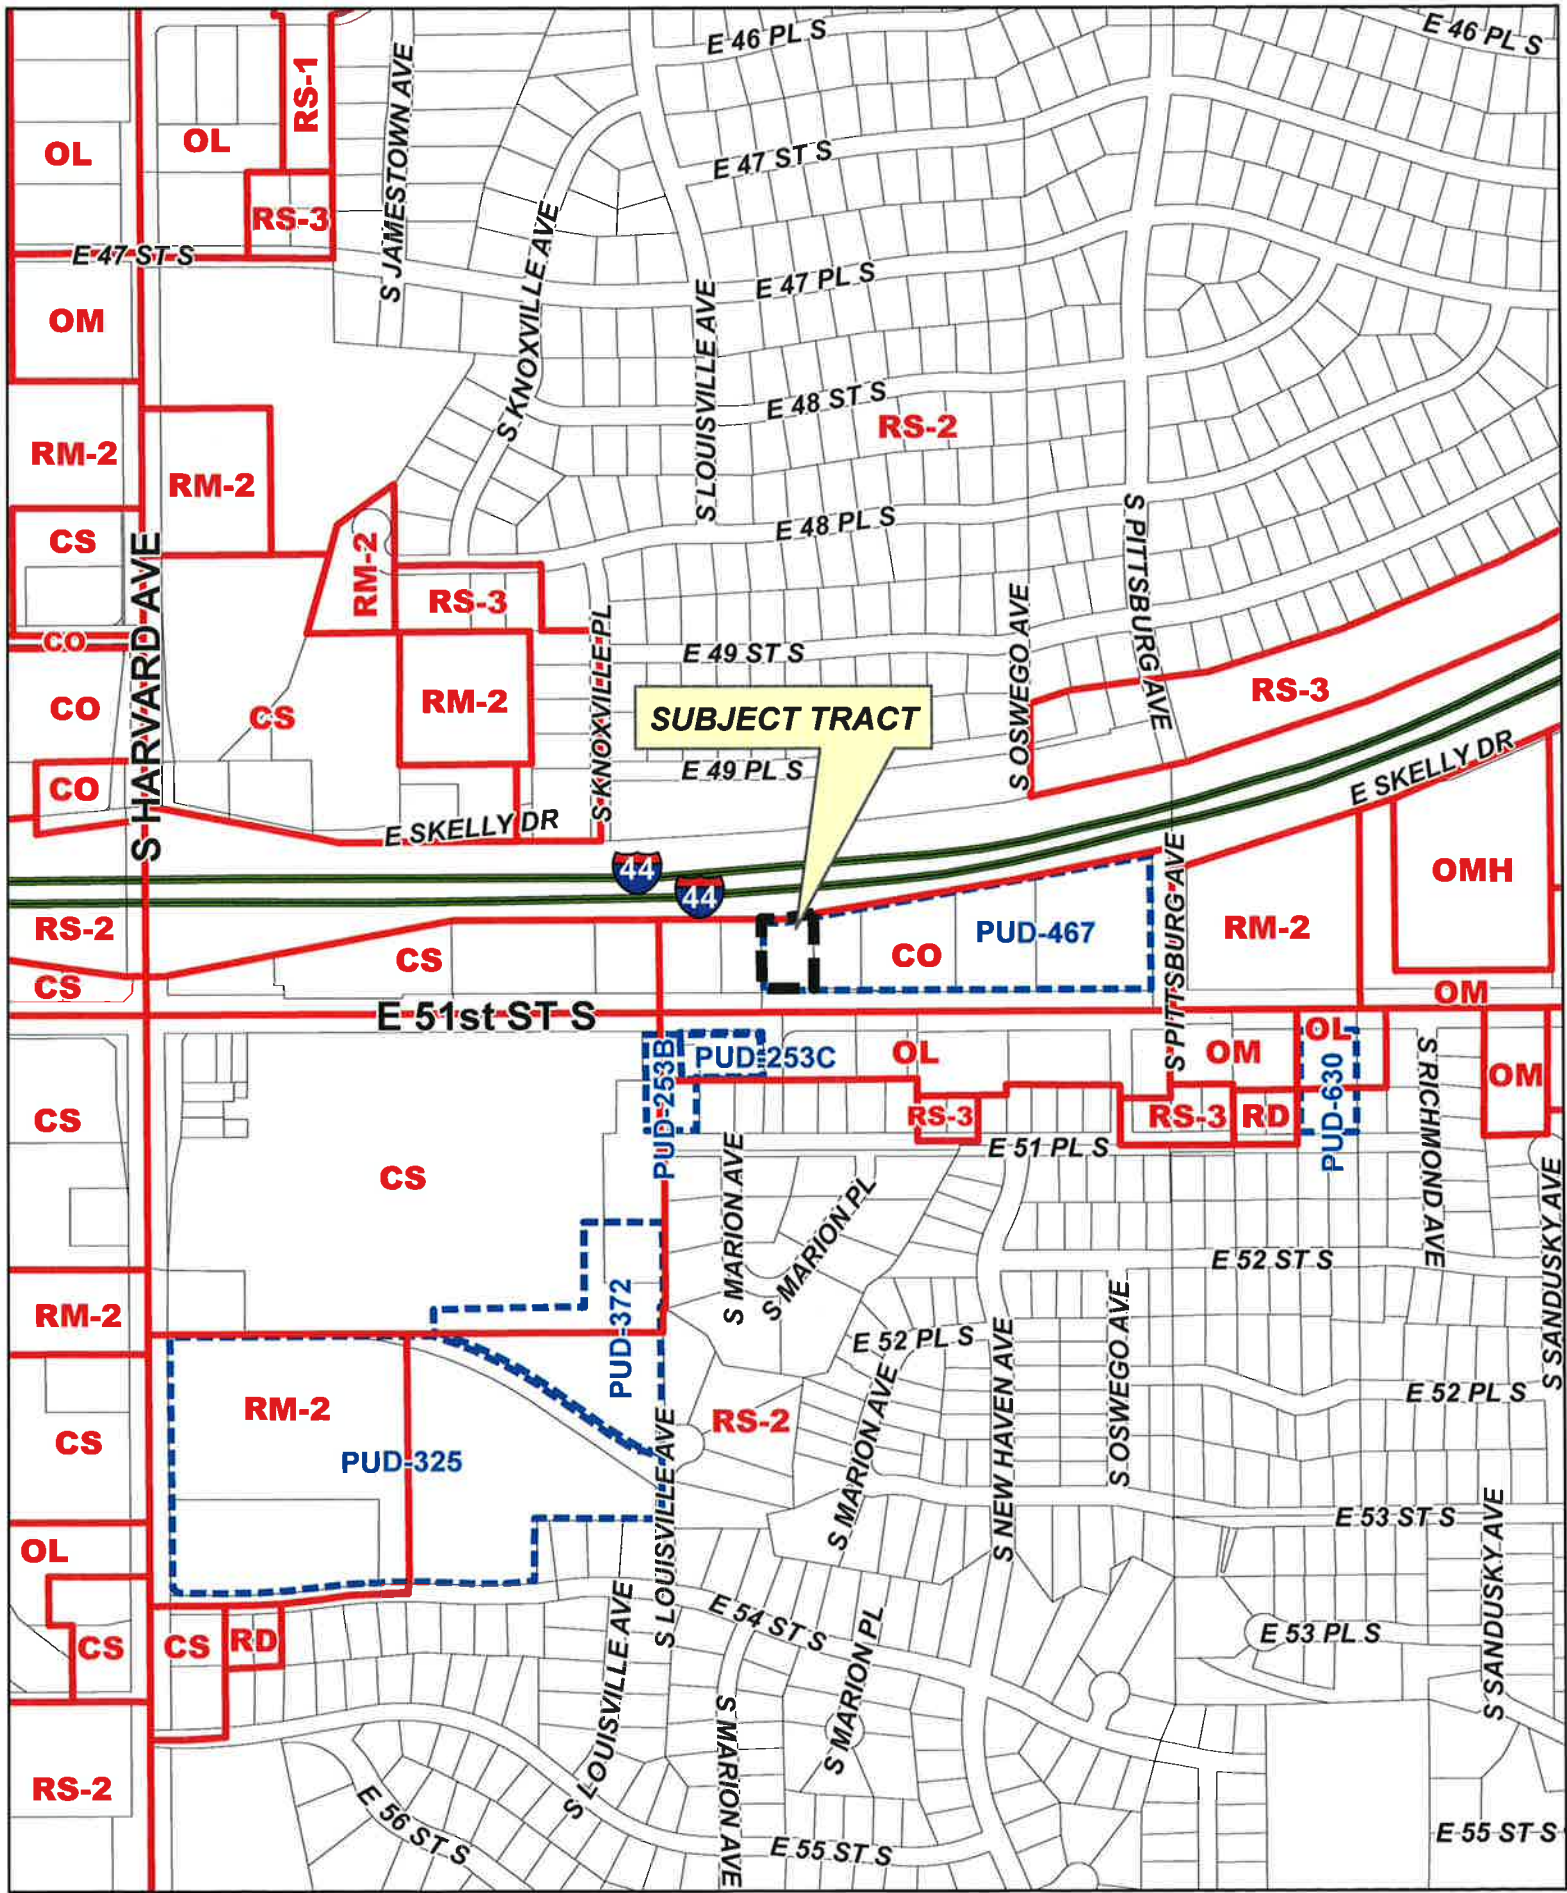 E 46 PL S
E 46 PL S
RS-1
S JAMESTOWN AVE
OL
OL
E 47 ST S
RS-3
S KNOXVILLE AVE
E 47 ST S
E 47 PL S
S LOUISVILLE AVE
OM
E 48 ST S
RS-2
RM-2
RM-2
E 48 PL S
S PITTSBURG AVE
CS
S HARVARD AVE
RM-2
RS-3
S KNOXVILLE PL
S OSWEGO AVE
CO
E 49 ST S
RS-3
CO
CS
RM-2
SUBJECT TRACT
E 49 PL S
E SKELLY DR
CO
E SKELLY DR
44
44
OMH
S PITTSBURG AVE
RS-2
CS
CO
PUD-467
RM-2
CS
OM
E 51st ST S
PUD-253B
PUD-253C
OL
OM
OL
PUD-630
S RICHMOND AVE
OM
CS
RS-3
RS-3
RD
E 51 PL S
CS
S MARION AVE
S MARION PL
S SANDUSKY AVE
E 52 ST S
RM-2
PUD-372
E 52 PL S
S NEW HAVEN AVE
S OSWEGO AVE
E 52 PL S
RM-2
RS-2
S MARION AVE
CS
PUD-325
S LOUISVILLE AVE
E 53 ST S
S SANDUSKY AVE
OL
CS
CS
RD
S LOUISVILLE AVE
E 54 ST S
S MARION PL
E 53 PL S
S MARION AVE
RS-2
E 56 ST S
E 55 ST S
E 55 ST S